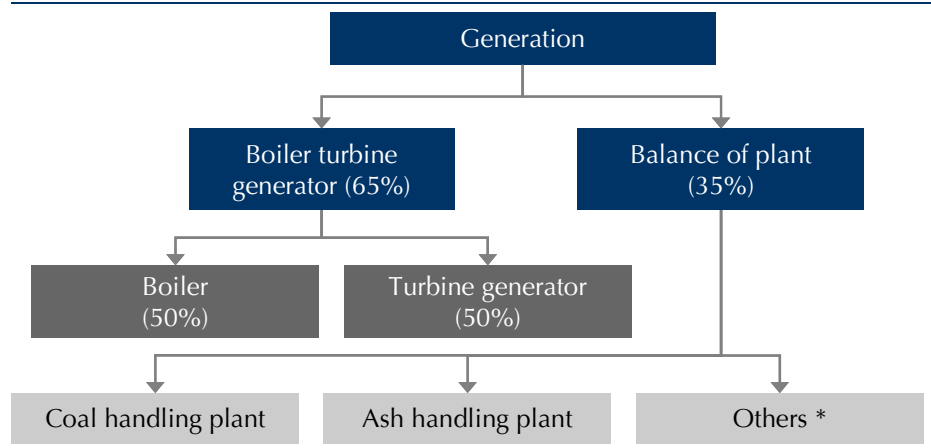 Generation
Boiler turbine
generator (65%)
Balance of plant
(35%)
Boiler
(50%)
Turbine generator
(50%)
Coal handling plant
Ash handling plant
Others *